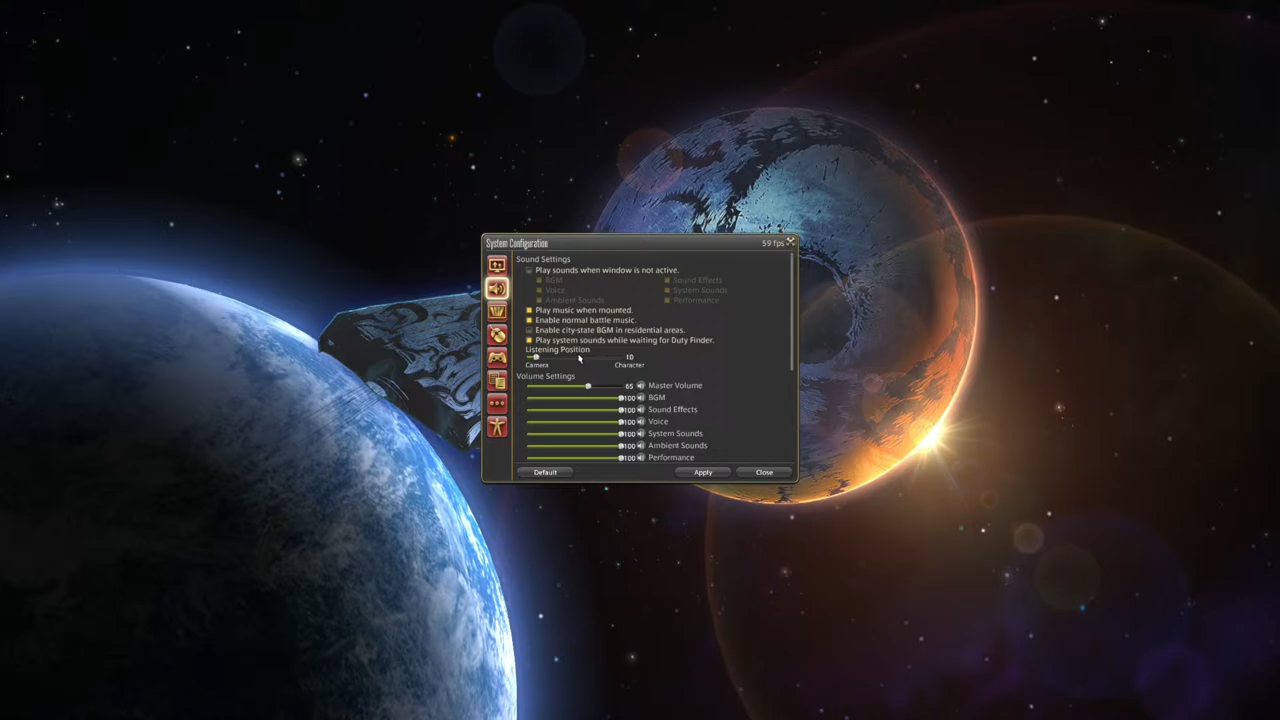 System Configuration 59 fps
Sound Settings
Play sounds when window is not active.
BGM Sound Effects
Voice System Sounds
Ambient Sounds Performance
Play music when mounted.
Enable normal battle music.
Enable city-state BGM in residential areas.
Play system sounds while waiting for Duty Finder.
Listening Position
10
Camera Character
Volume Settings
65 Master Volume
100 BGM
100 Sound Effects
100 Voice
100 System Sounds
100 Ambient Sounds
100 Performance
Default Apply Close